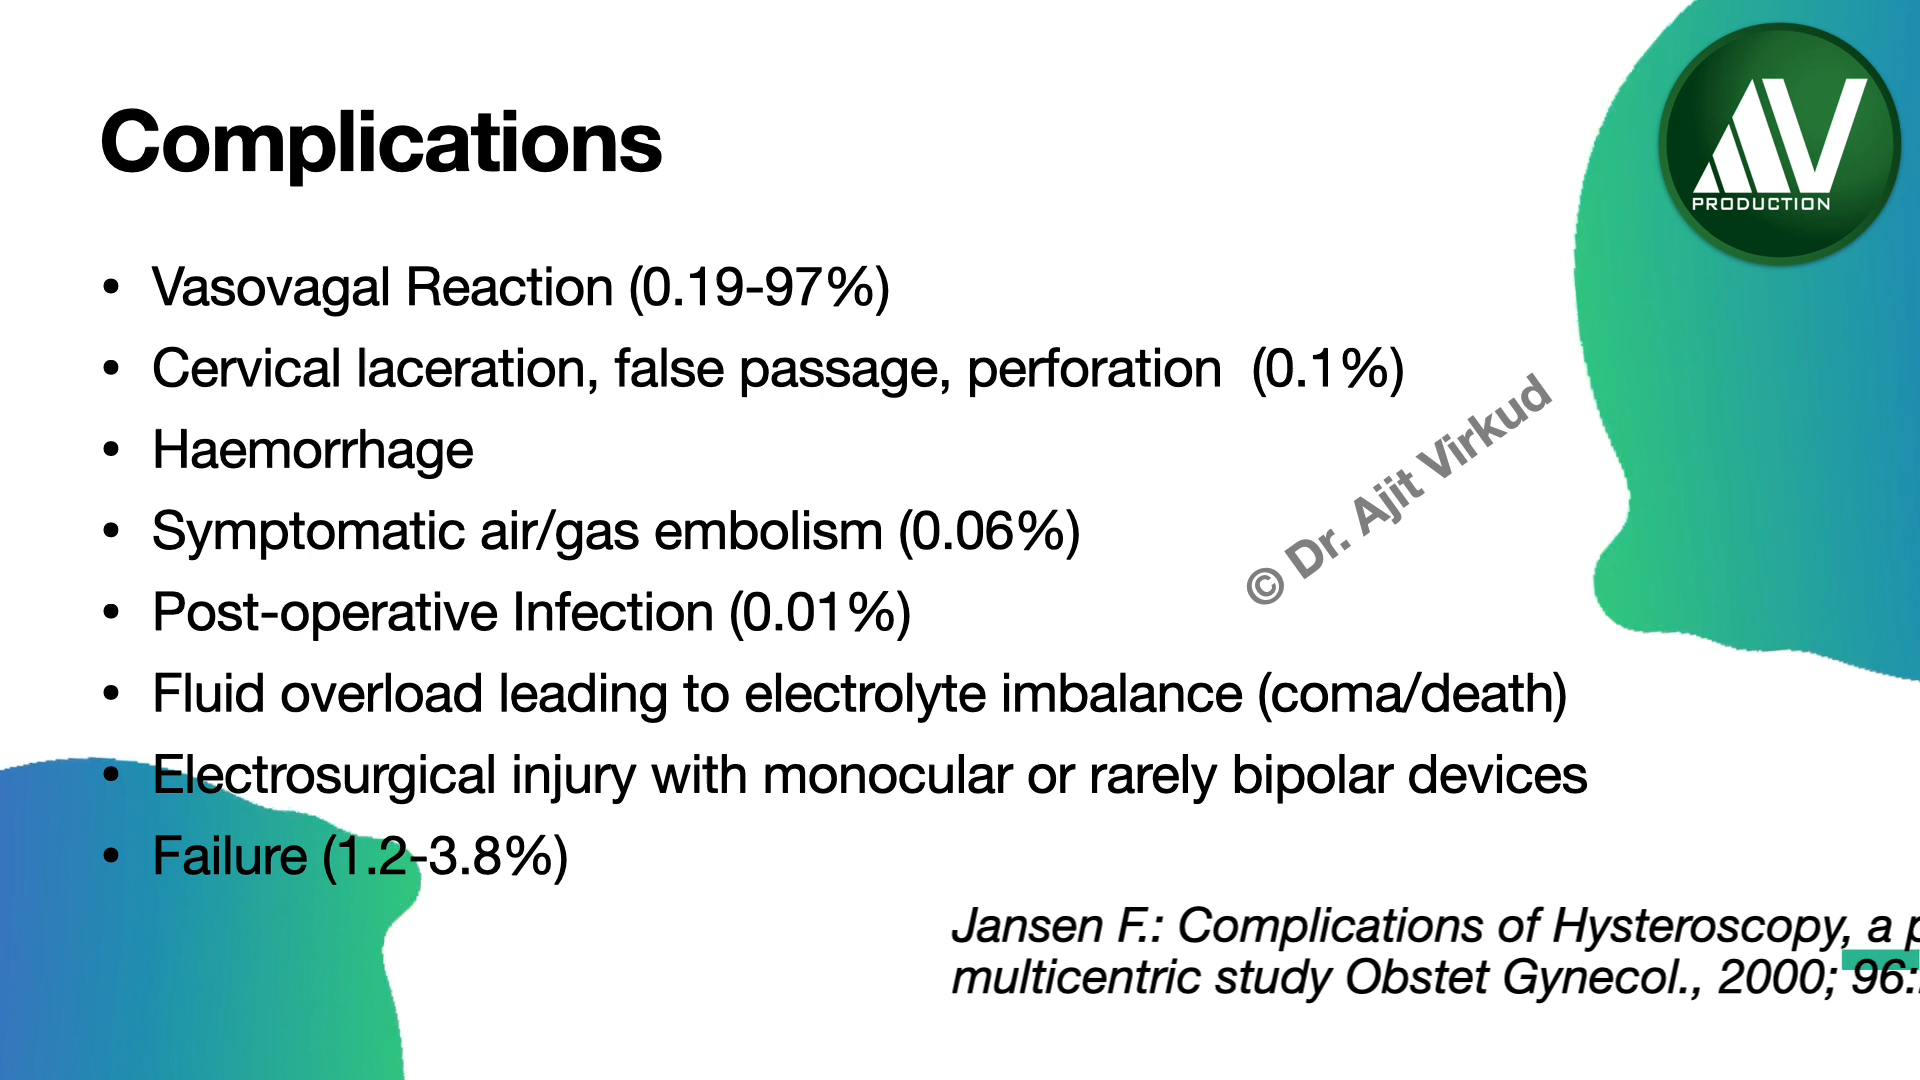 AV
PRODUCTION
Complications
• Vasovagal Reaction (0.19-97%)
• Cervical laceration, false passage, perforation (0.1%)
• Haemorrhage
• Symptomatic air/gas embolism (0.06%)
• Post-operative Infection (0.01%)
• Fluid overload leading to electrolyte imbalance (coma/death)
• Electrosurgical injury with monocular or rarely bipolar devices
• Failure (1.2-3.8%)
© Dr. Ajit Virkud
Jansen F.: Complications of Hysteroscopy, a
multicentric study Obstet Gynecol., 2000; 96: